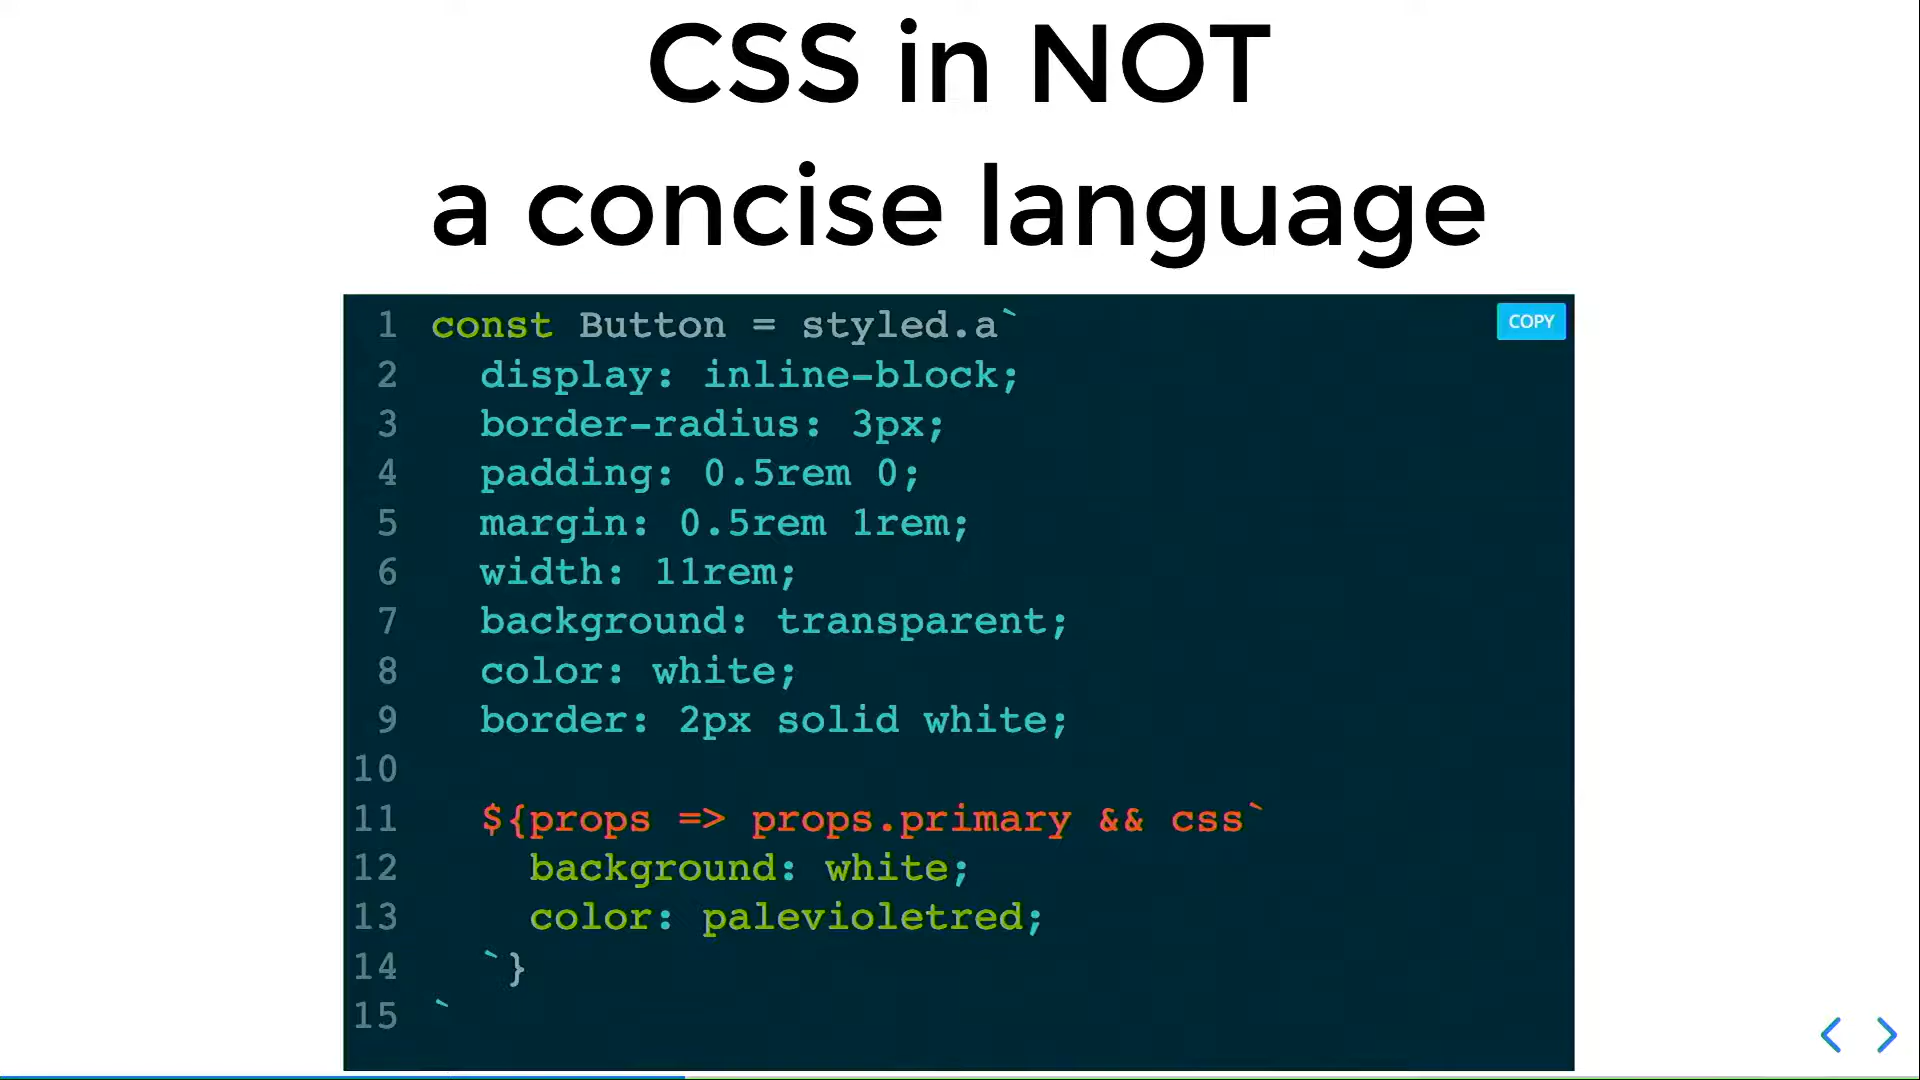 CSS in NOT
a concise language
COPY
1 const Button = styled.a`
2 display: inline-block;
3 border-radius: 3px;
4 padding: 0.5rem 0;
5 margin: 0.5rem 1rem;
6 width: 11rem;
7 background: transparent;
8 color: white;
9 border: 2px solid white;
10
11 ${props => props.primary && css`
12 background: white;
13 color: palevioletred;
14 `}
15 `